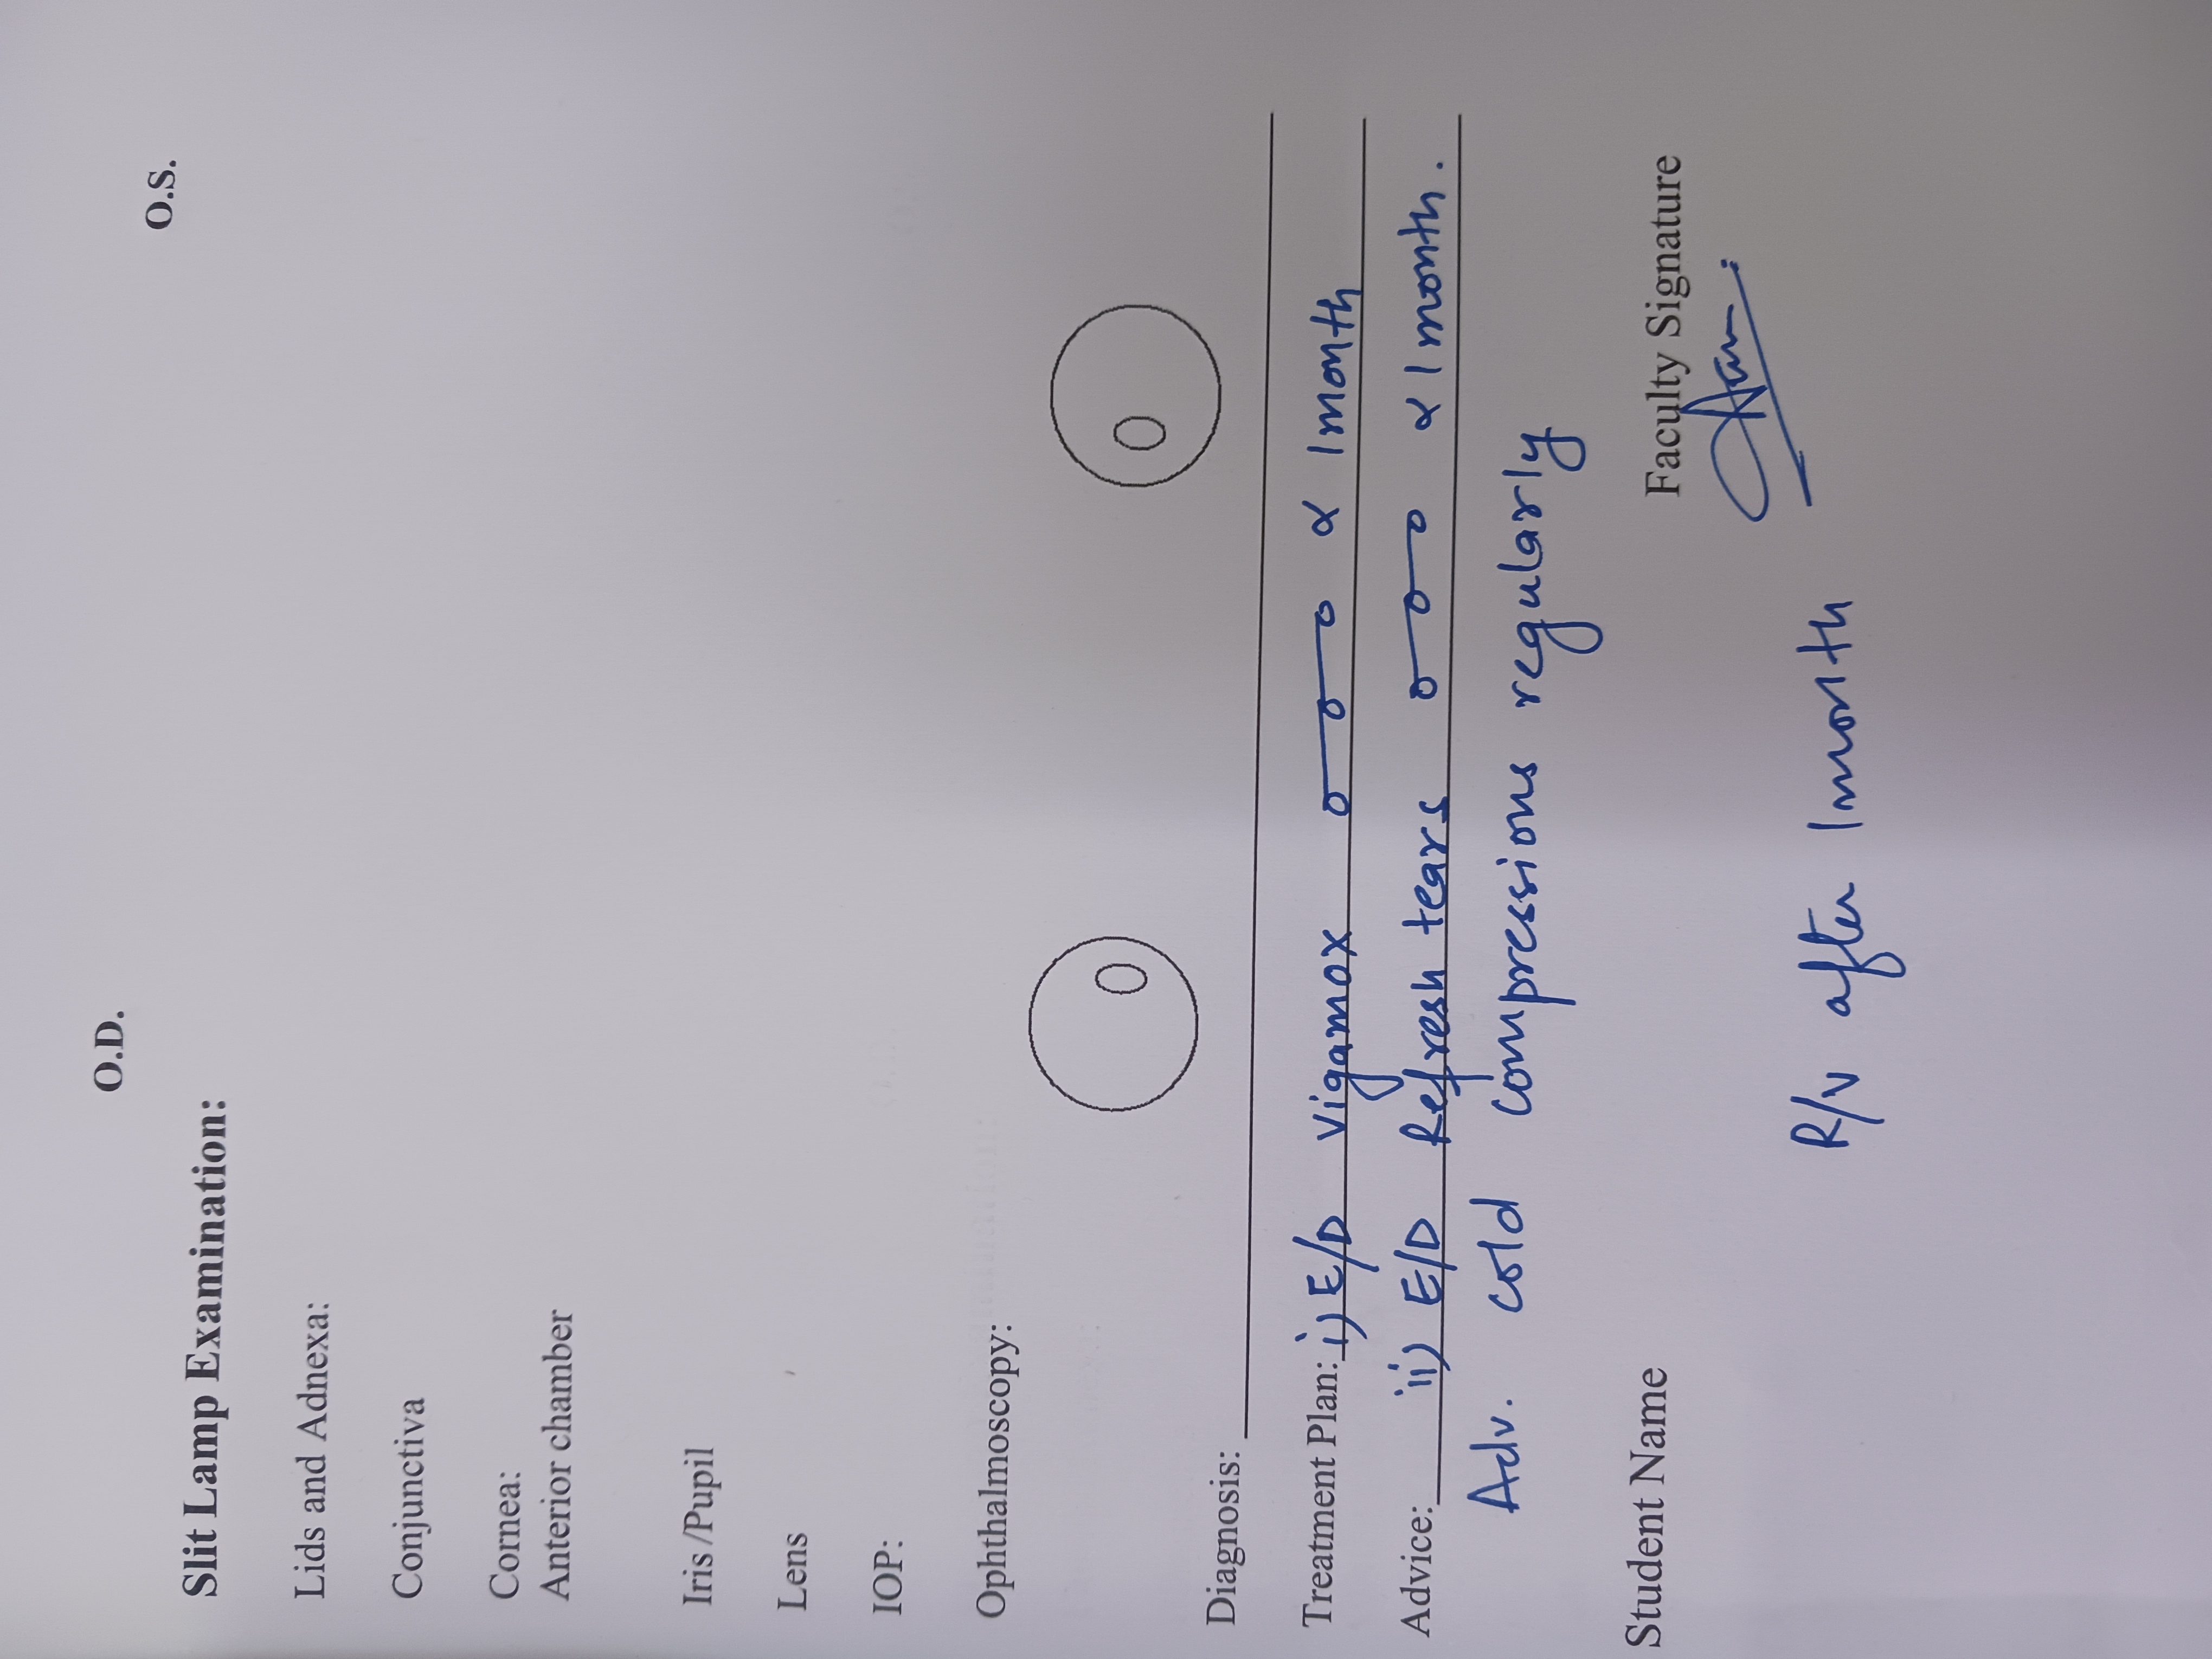 O.D.
O.S.
Slit Lamp Examination:
Lids and Adnexa:
Conjunctiva
Cornea:
Anterior chamber
Iris /Pupil
Lens
IOP:
Ophthalmoscopy:
Diagnosis:
Treatment Plan: i) E/D Vigamox o-o-o x 1month
Advice: ii) E/D Refresh tears o-o-o x 1month.
Adv. cold compressions regularly
Student Name
Faculty Signature
R/V after 1month